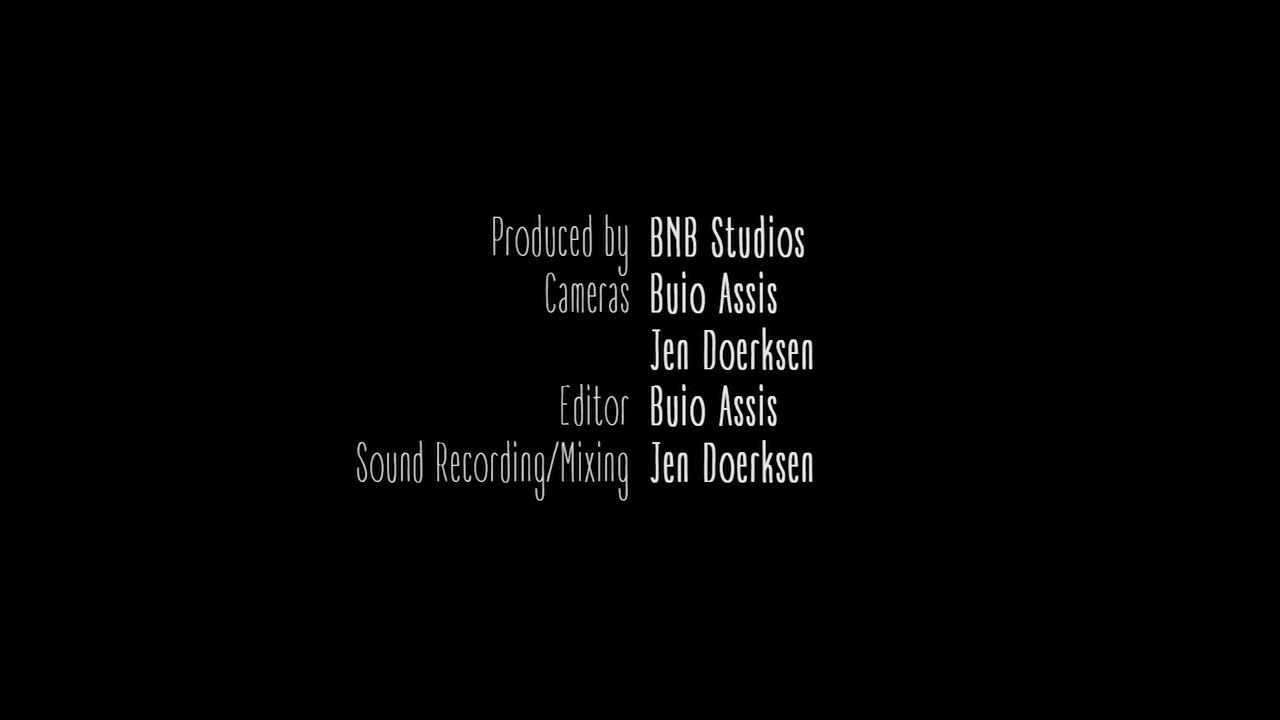 Produced by BNB Studios
Cameras Buio Assis
Jen Doerksen
Editor Buio Assis
Sound Recording/Mixing Jen Doerksen